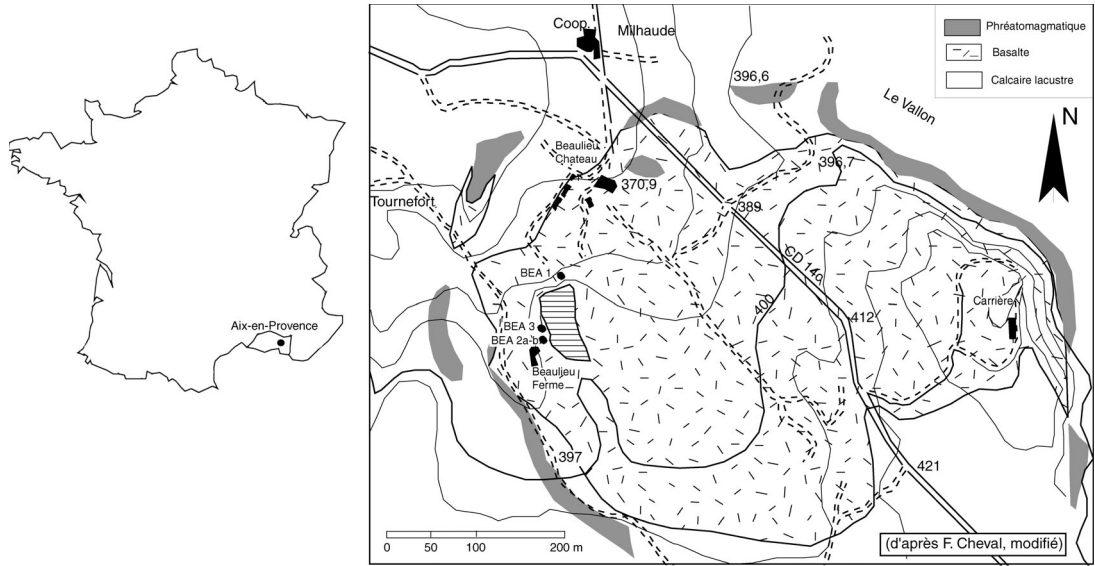 Aix-en-Provence
Coop.
Milhaude
Phréatomagmatique
Basalte
Calcaire lacustre
396,6
Le Vallon
N
Beaulieu
Chateau
396,7
370,9
Tournefort
389
CD 14c
BEA 1
400
412
Carrière
BEA 3
BEA 2a-b
Beaulieu
Ferme
397
421
0 50 100 200 m
(d'après F. Cheval, modifié)